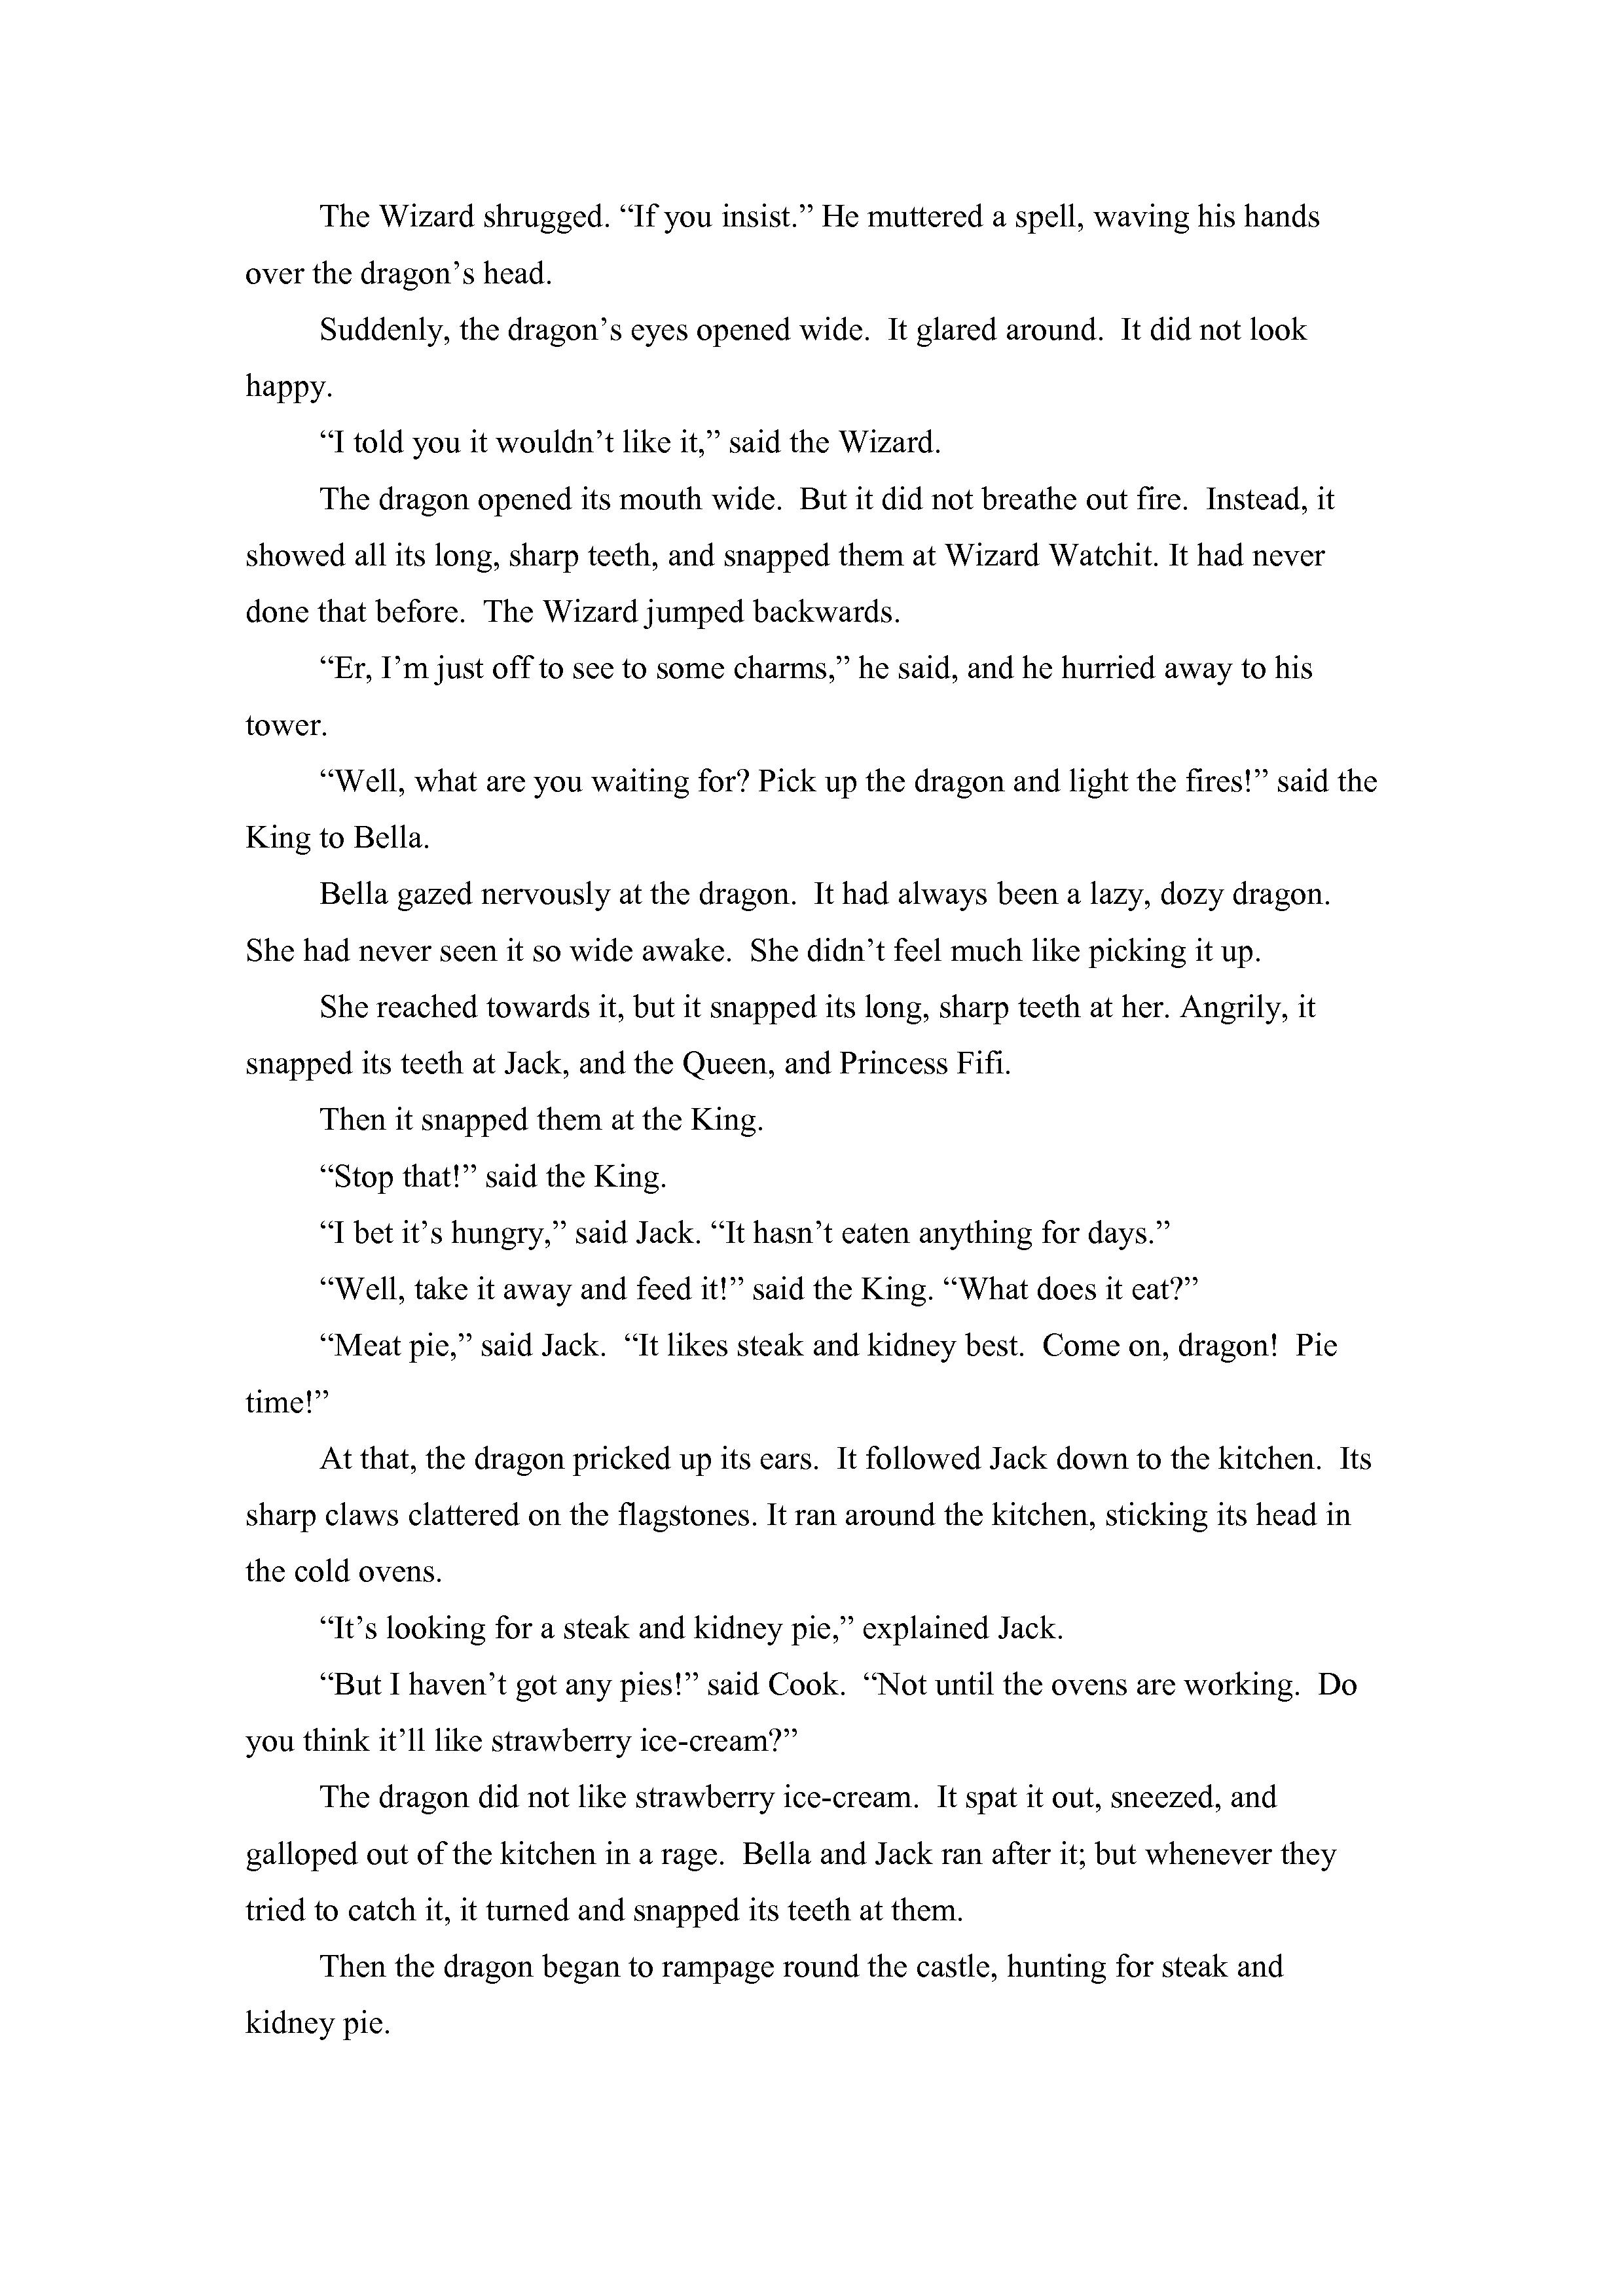 The Wizard shrugged. “If you insist.” He muttered a spell, waving his hands
over the dragon’s head.
Suddenly, the dragon’s eyes opened wide.  It glared around.  It did not look
happy.
“I told you it wouldn’t like it,” said the Wizard.
The dragon opened its mouth wide.  But it did not breathe out fire.  Instead, it
showed all its long, sharp teeth, and snapped them at Wizard Watchit. It had never
done that before.  The Wizard jumped backwards.
“Er, I’m just off to see to some charms,” he said, and he hurried away to his
tower.
“Well, what are you waiting for? Pick up the dragon and light the fires!” said the
King to Bella.
Bella gazed nervously at the dragon.  It had always been a lazy, dozy dragon.
She had never seen it so wide awake.  She didn’t feel much like picking it up.
She reached towards it, but it snapped its long, sharp teeth at her. Angrily, it
snapped its teeth at Jack, and the Queen, and Princess Fifi.
Then it snapped them at the King.
“Stop that!” said the King.
“I bet it’s hungry,” said Jack. “It hasn’t eaten anything for days.”
“Well, take it away and feed it!” said the King. “What does it eat?”
“Meat pie,” said Jack.  “It likes steak and kidney best.  Come on, dragon!  Pie
time!”
At that, the dragon pricked up its ears.  It followed Jack down to the kitchen.  Its
sharp claws clattered on the flagstones. It ran around the kitchen, sticking its head in
the cold ovens.
“It’s looking for a steak and kidney pie,” explained Jack.
“But I haven’t got any pies!” said Cook.  “Not until the ovens are working.  Do
you think it’ll like strawberry ice-cream?”
The dragon did not like strawberry ice-cream.  It spat it out, sneezed, and
galloped out of the kitchen in a rage.  Bella and Jack ran after it; but whenever they
tried to catch it, it turned and snapped its teeth at them.
Then the dragon began to rampage round the castle, hunting for steak and
kidney pie.